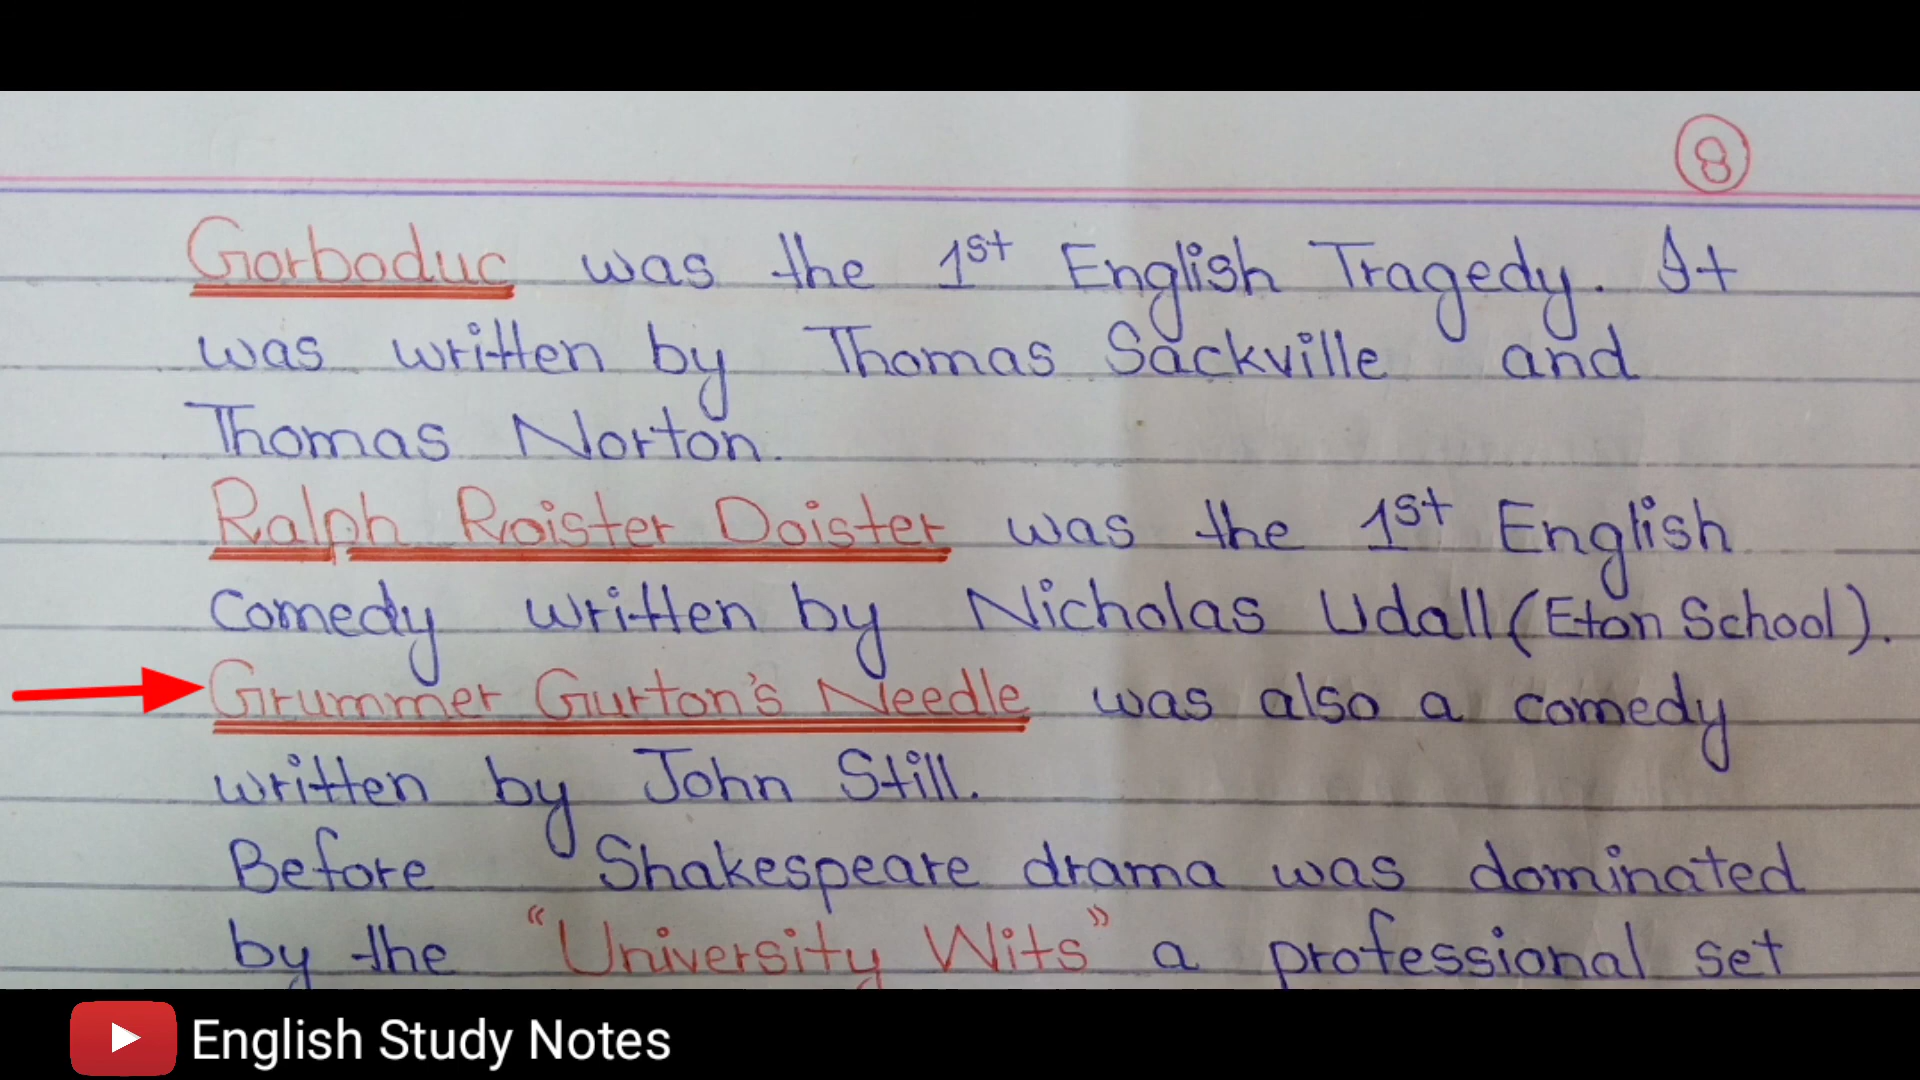 8
Gorboduc was the 1st English Tragedy. It
was written by Thomas Sackville and
Thomas Norton.
Ralph Roister Doister was the 1st English
comedy written by Nicholas Udall (Eton School).
Grummer Gurton's Needle was also a comedy
written by John Still.
Before Shakespeare drama was dominated
by the "University Wits" a professional set
English Study Notes